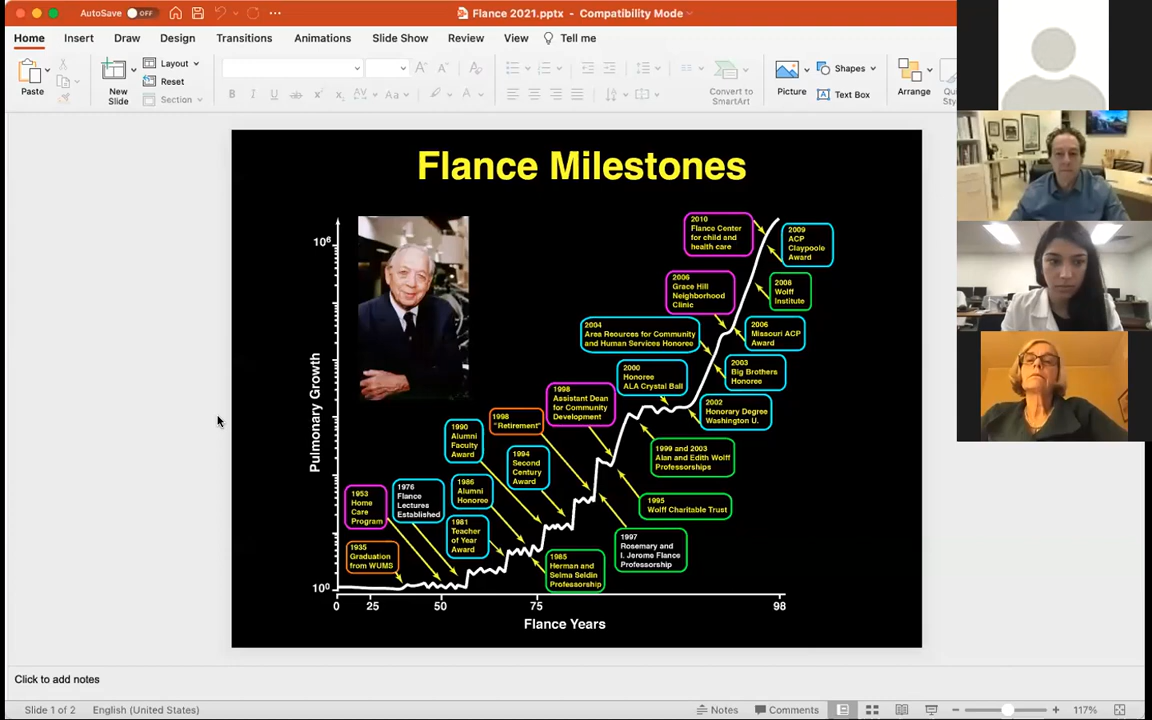 AutoSave OFF
Flance 2021.pptx - Compatibility Mode
Home Insert Draw Design Transitions Animations Slide Show Review View Tell me
Paste
New
Slide
Layout
Reset
Section
Convert to
SmartArt
Picture
Shapes
Text Box
Arrange
Flance Milestones
Pulmonary Growth
10⁶
10⁰
0 25 50 75 98
Flance Years
1935
Graduation
from WUMS
1953
Home
Care
Program
1976
Flance
Lectures
Established
1981
Teacher
of Year
Award
1986
Alumni
Honoree
1990
Alumni
Faculty
Award
1985
Herman and
Selma Seldin
Professorship
1994
Second
Century
Award
1998
"Retirement"
1998
Assistant Dean
for Community
Development
1997
Rosemary and
I. Jerome Flance
Professorship
1995
Wolff Charitable Trust
1999 and 2003
Alan and Edith Wolff
Professorships
2000
Honoree
ALA Crystal Ball
2002
Honorary Degree
Washington U.
2003
Big Brothers
Honoree
2004
Area Reources for Community
and Human Services Honoree
2006
Missouri ACP
Award
2006
Grace Hill
Neighborhood
Clinic
2008
Wolff
Institute
2009
ACP
Claypoole
Award
2010
Flance Center
for child and
health care
Click to add notes
Slide 1 of 2 English (United States) Notes Comments 117%